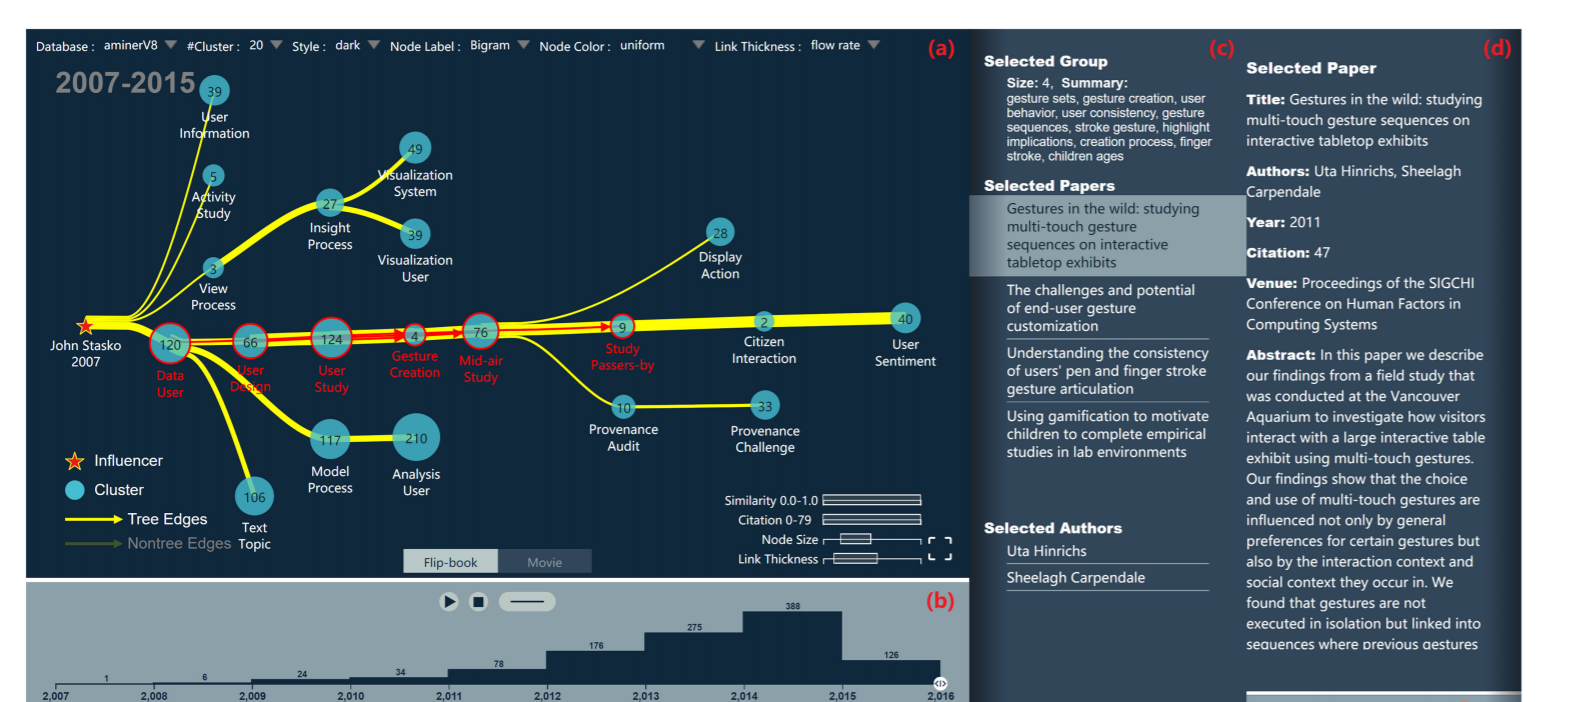 Database : aminerV8 #Cluster : 20 Style : dark Node Label : Bigram Node Color : uniform Link Thickness : flow rate (a)
2007-2015
39
User
Information
5
Activity
Study
3
View
Process
49
Visualization
System
27
Insight
Process
39
Visualization
User
28
Display
Action
John Stasko
2007
120
Data
User
66
User
Design
124
User
Study
4
Gesture
Creation
76
Mid-air
Study
9
Study
Passers-by
2
Citizen
Interaction
40
User
Sentiment
10
Provenance
Audit
33
Provenance
Challenge
117
Model
Process
210
Analysis
User
106
Text
Topic
Influencer
Cluster
Tree Edges
Nontree Edges
Similarity 0.0-1.0
Citation 0-79
Node Size
Link Thickness
Flip-book Movie
(b)
1 6 24 34 78 176 275 388 126
2,007 2,008 2,009 2,010 2,011 2,012 2,013 2,014 2,015 2,016
(c)
Selected Group
Size: 4, Summary:
gesture sets, gesture creation, user
behavior, user consistency, gesture
sequences, stroke gesture, highlight
implications, creation process, finger
stroke, children ages
Selected Papers
Gestures in the wild: studying
multi-touch gesture
sequences on interactive
tabletop exhibits
The challenges and potential
of end-user gesture
customization
Understanding the consistency
of users' pen and finger stroke
gesture articulation
Using gamification to motivate
children to complete empirical
studies in lab environments
Selected Authors
Uta Hinrichs
Sheelagh Carpendale
(d)
Selected Paper
Title: Gestures in the wild: studying
multi-touch gesture sequences on
interactive tabletop exhibits
Authors: Uta Hinrichs, Sheelagh
Carpendale
Year: 2011
Citation: 47
Venue: Proceedings of the SIGCHI
Conference on Human Factors in
Computing Systems
Abstract: In this paper we describe
our findings from a field study that
was conducted at the Vancouver
Aquarium to investigate how visitors
interact with a large interactive table
exhibit using multi-touch gestures.
Our findings show that the choice
and use of multi-touch gestures are
influenced not only by general
preferences for certain gestures but
also by the interaction context and
social context they occur in. We
found that gestures are not
executed in isolation but linked into
sequences where previous gestures